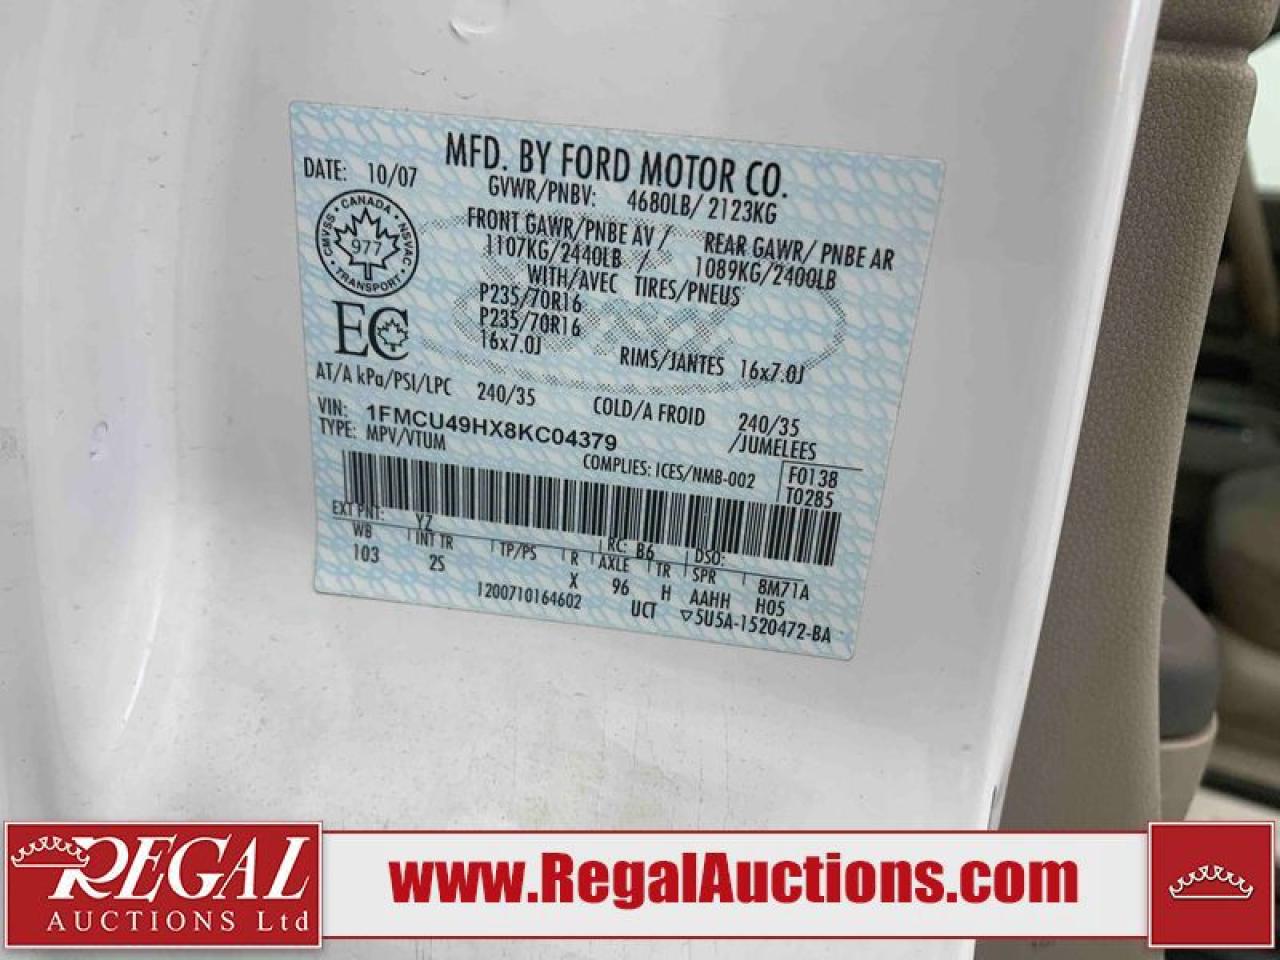 MFD. BY FORD MOTOR CO.
DATE: 10/07
GVWR/PNBV: 4680LB/ 2123KG
FRONT GAWR/PNBE AV /
1107KG/2440LB /
REAR GAWR/ PNBE AR
1089KG/2400LB
WITH/AVEC TIRES/PNEUS
P235/70R16
P235/70R16
16x7.0J
RIMS/JANTES 16x7.0J
CANADA
CMVSS
NSVAC
977
TRANSPORT
EC
AT/A kPa/PSI/LPC 240/35
COLD/A FROID 240/35
VIN: 1FMCU49HX8KC04379
/JUMELEES
TYPE: MPV/VTUM
COMPLIES: ICES/NMB-002
F0138
T0285
EXT PNT: YZ
RC: B6
DSO:
WB
INT TR
TP/PS
R
AXLE
TR
SPR
8M71A
103
2S
X
96
H
AAHH
H05
1200710164602
UCT
5U5A-1520472-BA
REGAL
AUCTIONS Ltd
www.RegalAuctions.com